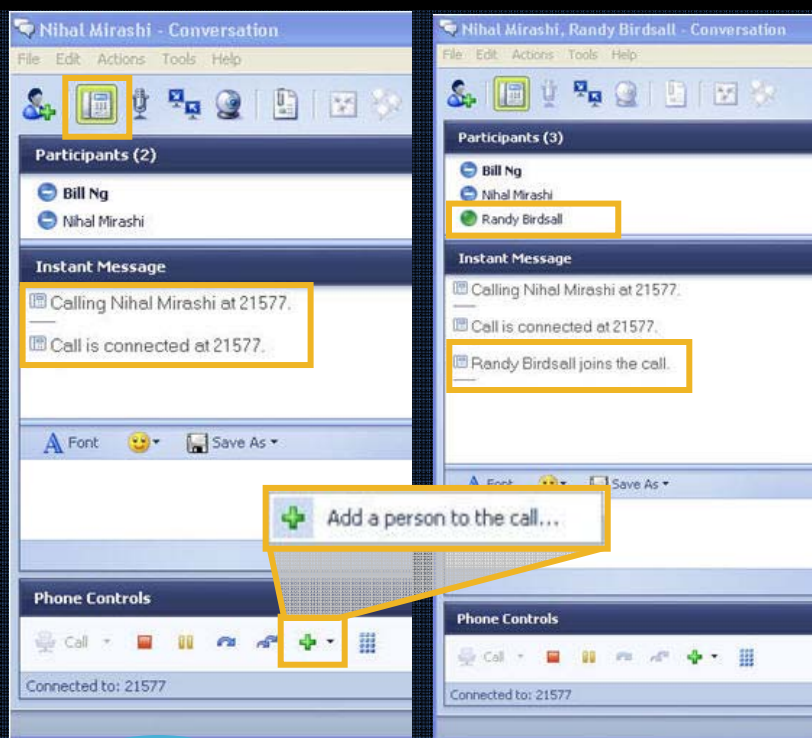 Nihal Mirashi - Conversation
File Edit Actions Tools Help
Participants (2)
Bill Ng
Nihal Mirashi
Instant Message
Calling Nihal Mirashi at 21577.
Call is connected at 21577.
Font Save As
Phone Controls
Call
Connected to: 21577
Add a person to the call...
Nihal Mirashi, Randy Birdsall - Conversation
File Edit Actions Tools Help
Participants (3)
Bill Ng
Nihal Mirashi
Randy Birdsall
Instant Message
Calling Nihal Mirashi at 21577.
Call is connected at 21577.
Randy Birdsall joins the call.
Font Save As
Phone Controls
Call
Connected to: 21577